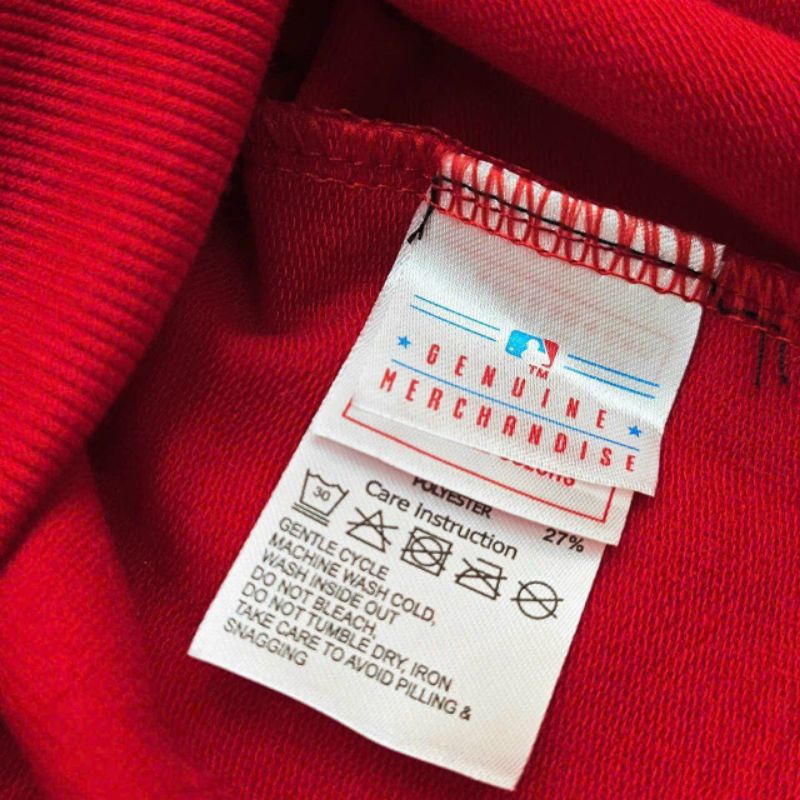 TM
GENUINE
MERCHANDISE
POLYESTER 27%
30
Care Instruction
GENTLE CYCLE
MACHINE WASH COLD,
WASH INSIDE OUT
DO NOT BLEACH,
DO NOT TUMBLE DRY, IRON
TAKE CARE TO AVOID PILLING &
SNAGGING